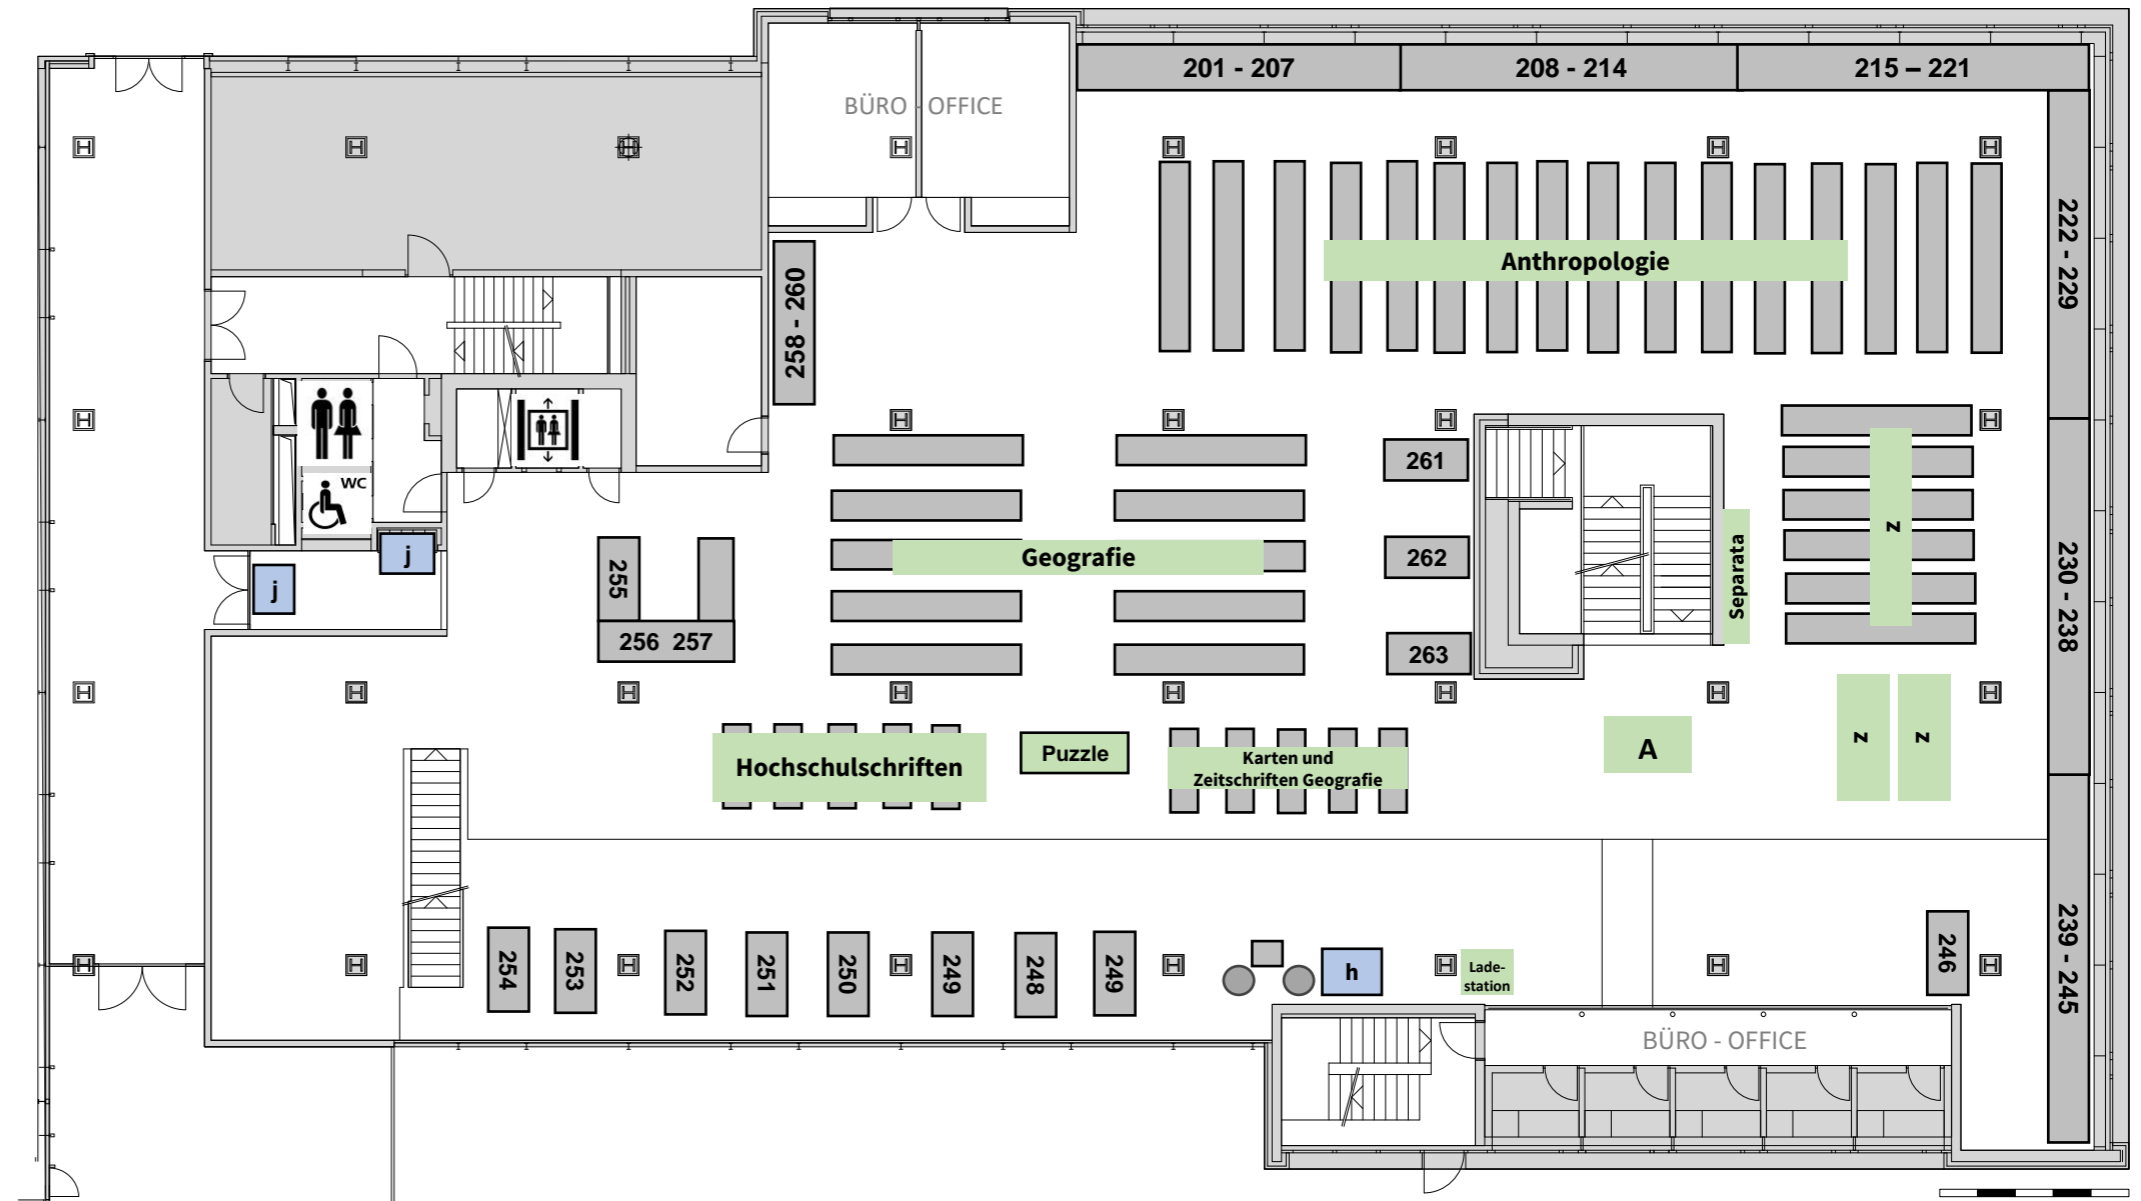 201 - 207
208 - 214
215 – 221
BÜRO - OFFICE
222 - 229
Anthropologie
258 - 260
WC
261
z
j
j
255
Geografie
262
Separata
230 - 238
256 257
263
Hochschulschriften
Puzzle
Karten und
Zeitschriften Geografie
A
z
z
254
253
252
251
250
249
248
249
h
Lade-
station
246
239 - 245
BÜRO - OFFICE